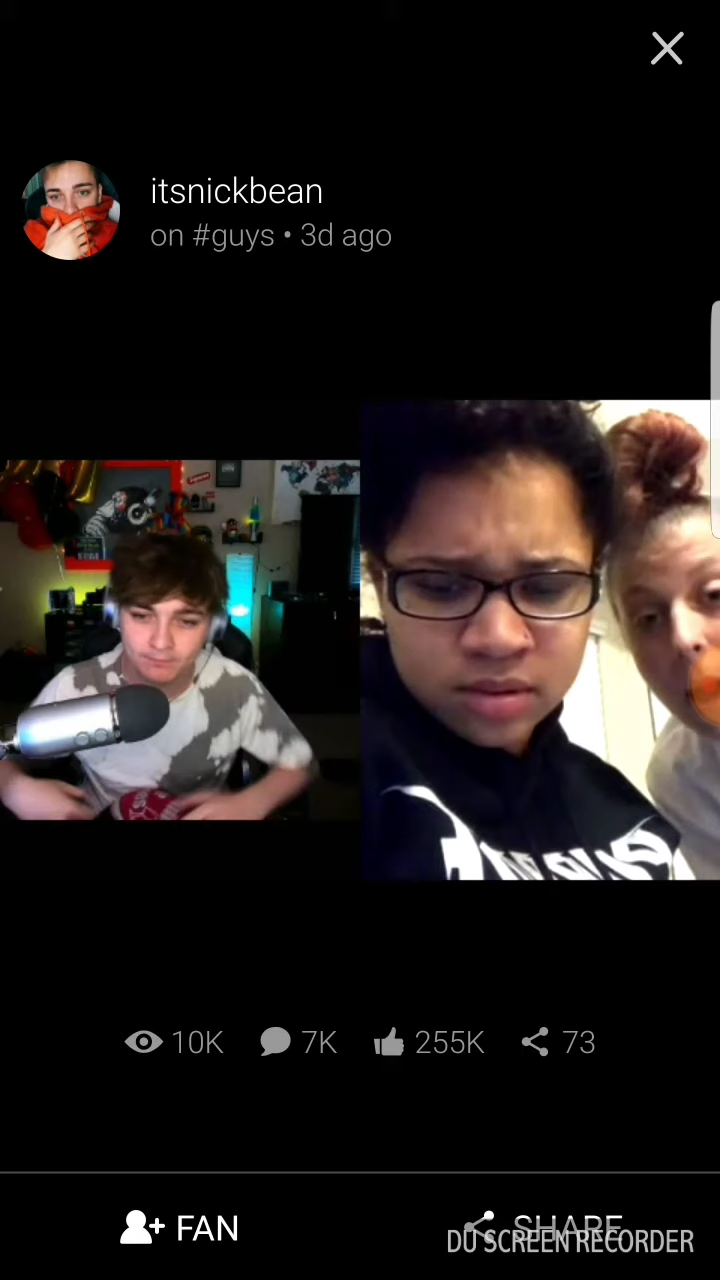 itsnickbean
on #guys • 3d ago
10K 7K 255K 73
FAN
SHARE
DU SCREEN RECORDER